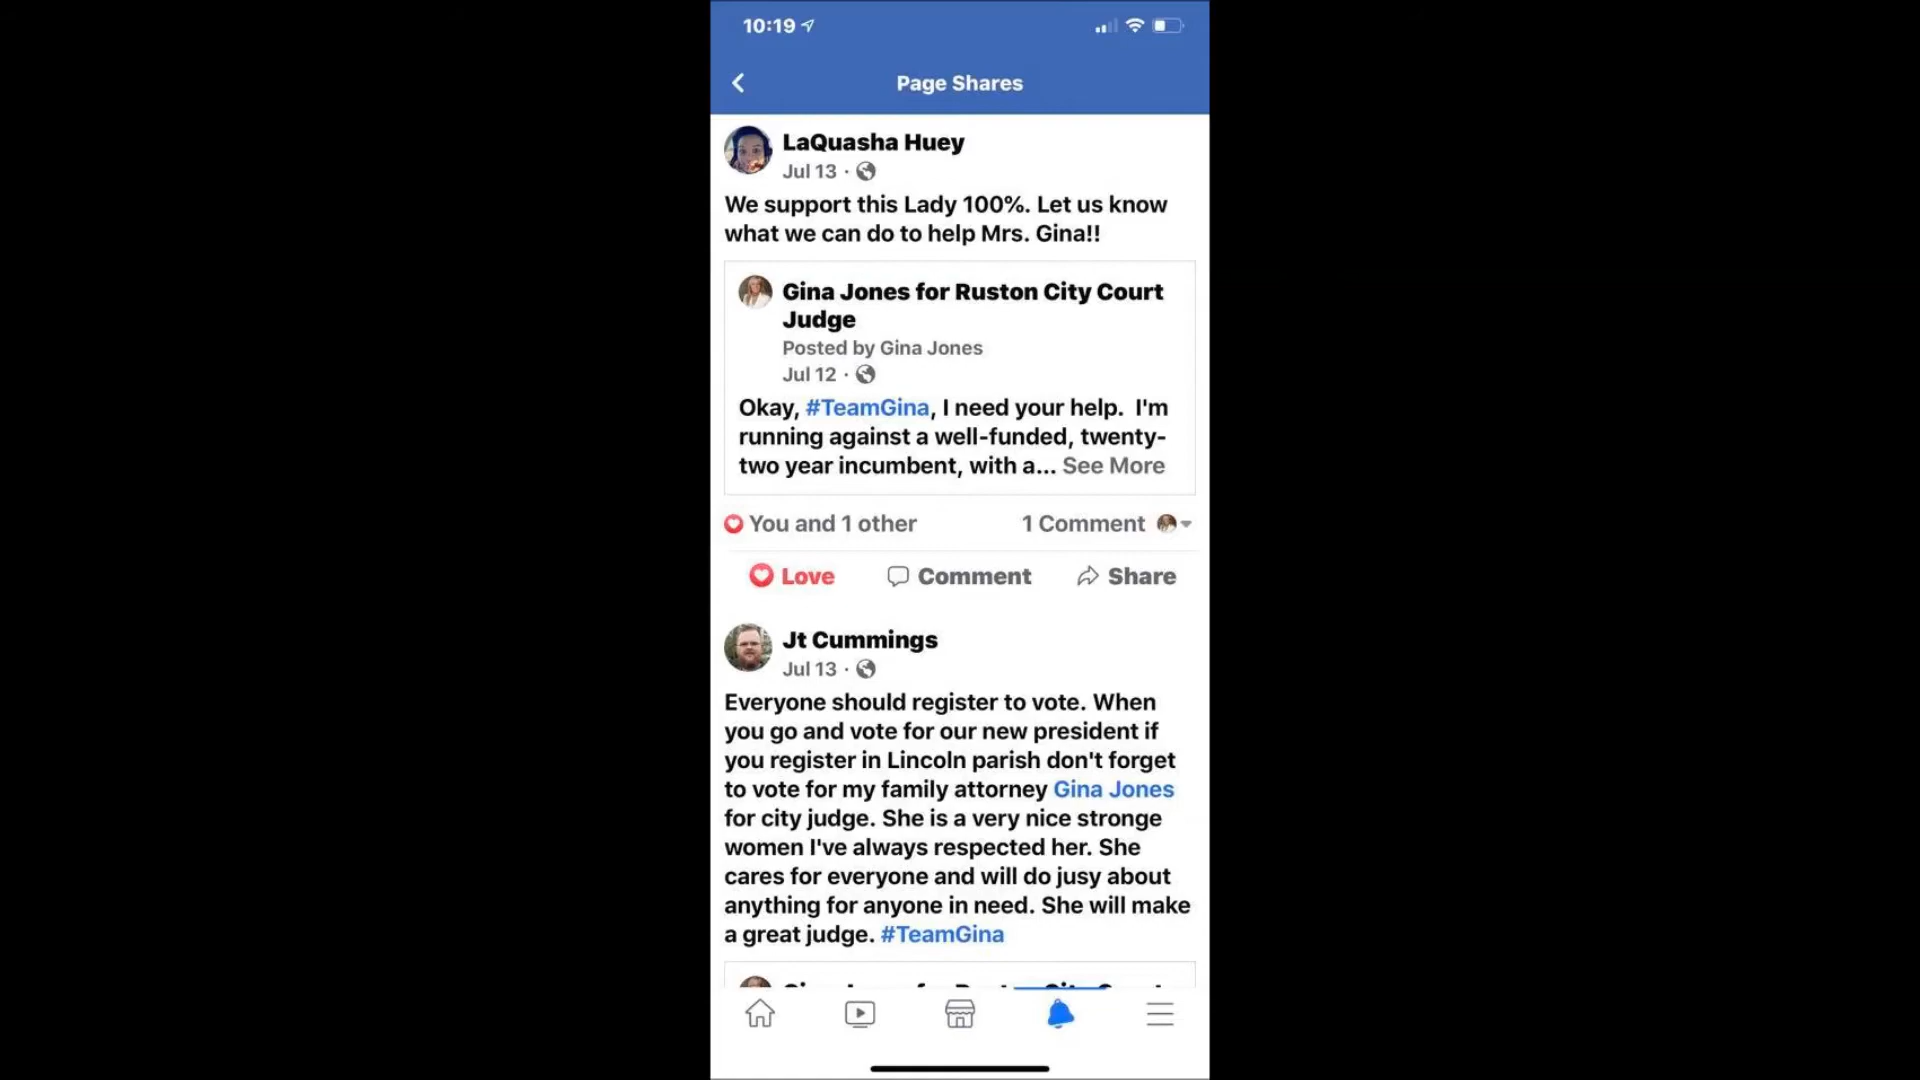 10:19
Page Shares
LaQuasha Huey
Jul 13 ·
We support this Lady 100%. Let us know
what we can do to help Mrs. Gina!!
Gina Jones for Ruston City Court
Judge
Posted by Gina Jones
Jul 12 ·
Okay, #TeamGina, I need your help. I'm
running against a well-funded, twenty-
two year incumbent, with a... See More
You and 1 other 1 Comment
Love Comment Share
Jt Cummings
Jul 13 ·
Everyone should register to vote. When
you go and vote for our new president if
you register in Lincoln parish don't forget
to vote for my family attorney Gina Jones
for city judge. She is a very nice stronge
women I've always respected her. She
cares for everyone and will do jusy about
anything for anyone in need. She will make
a great judge. #TeamGina